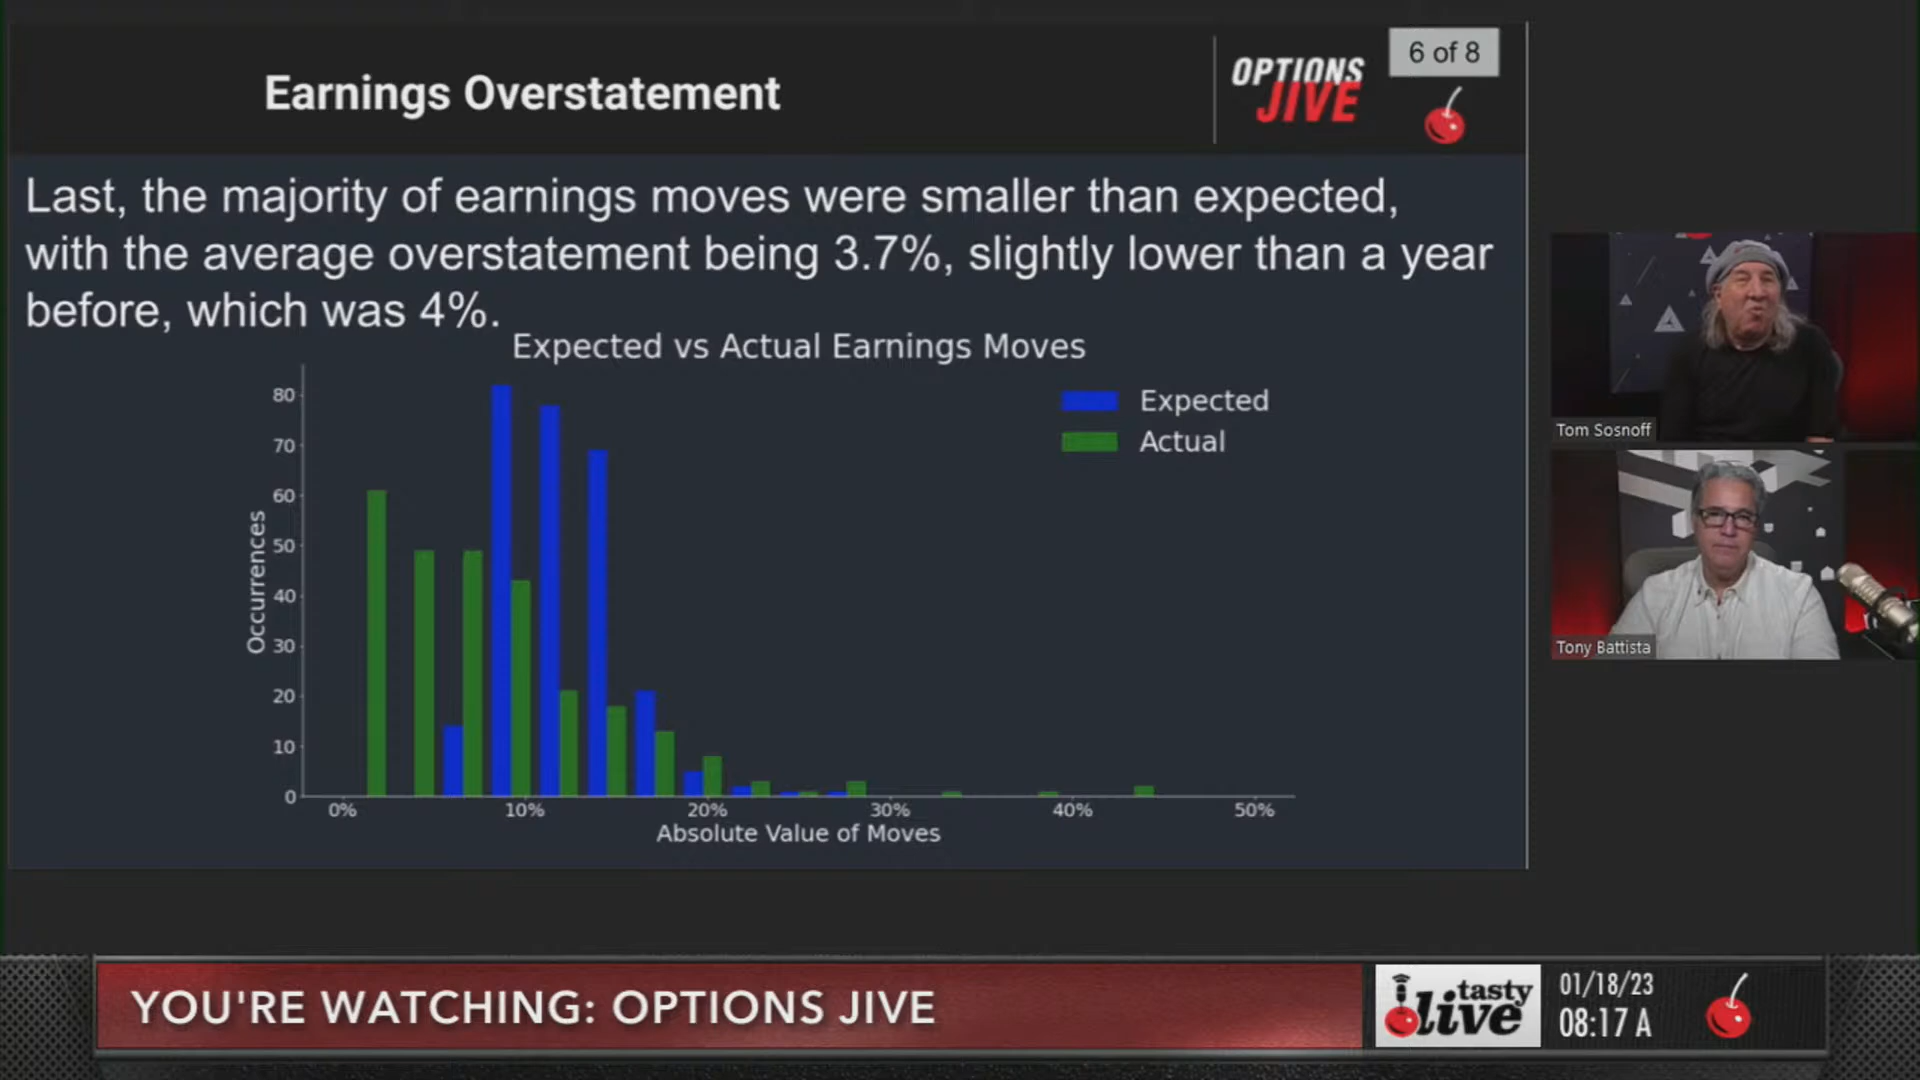 Earnings Overstatement
OPTIONS
JIVE
6 of 8
Last, the majority of earnings moves were smaller than expected,
with the average overstatement being 3.7%, slightly lower than a year
before, which was 4%.
Expected vs Actual Earnings Moves
Expected
Actual
Occurrences
80
70
60
50
40
30
20
10
0
0% 10% 20% 30% 40% 50%
Absolute Value of Moves
Tom Sosnoff
Tony Battista
YOU'RE WATCHING: OPTIONS JIVE
tasty
live
01/18/23
08:17 A